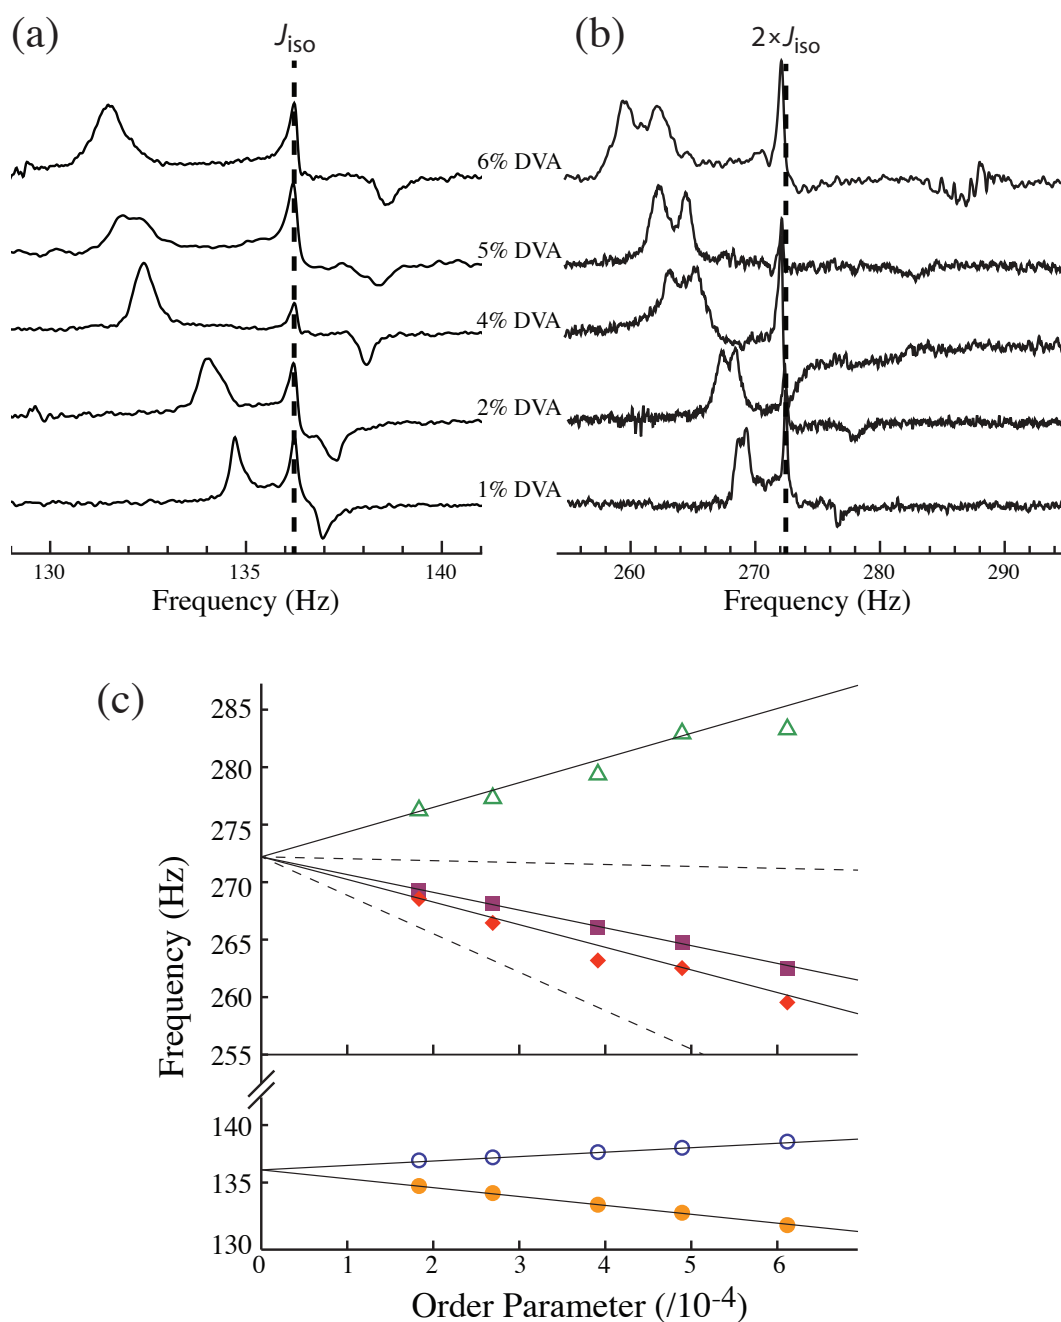 (a)
J_iso
(b)
2×J_iso
6% DVA
5% DVA
4% DVA
2% DVA
1% DVA
130 135 140
Frequency (Hz)
260 270 280 290
Frequency (Hz)
(c)
285
280
275
270
265
260
255
140
135
130
Frequency (Hz)
0 1 2 3 4 5 6
Order Parameter (/10^-4)